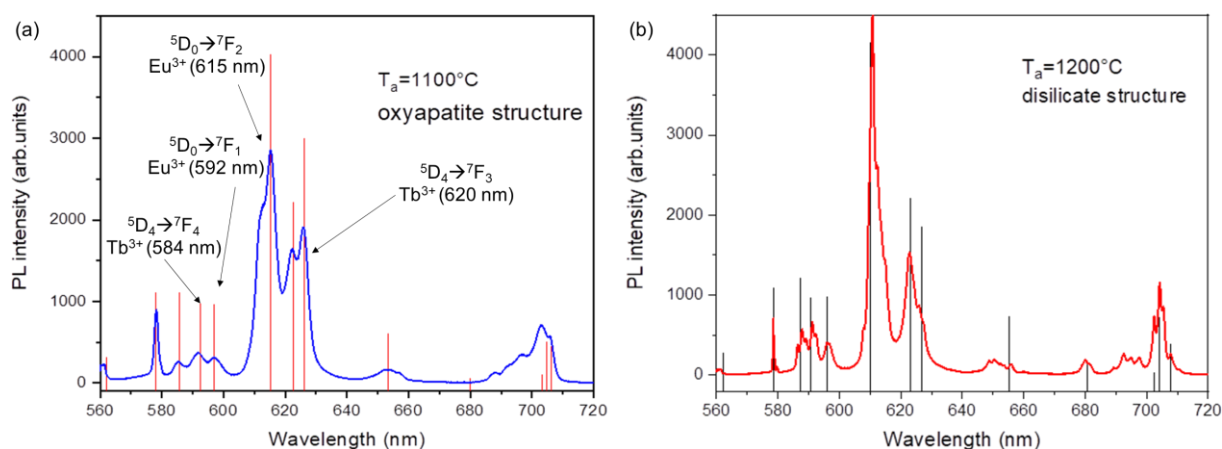 (a)
4000
3000
2000
1000
0
PL intensity (arb.units)
⁵D₀→⁷F₂
Eu³⁺ (615 nm)
⁵D₀→⁷F₁
Eu³⁺ (592 nm)
⁵D₄→⁷F₄
Tb³⁺ (584 nm)
Tₐ=1100°C
oxyapatite structure
⁵D₄→⁷F₃
Tb³⁺ (620 nm)
560 580 600 620 640 660 680 700 720
Wavelength (nm)
(b)
4000
3000
2000
1000
0
PL intensity (arb.units)
Tₐ=1200°C
disilicate structure
560 580 600 620 640 660 680 700 720
Wavelength (nm)